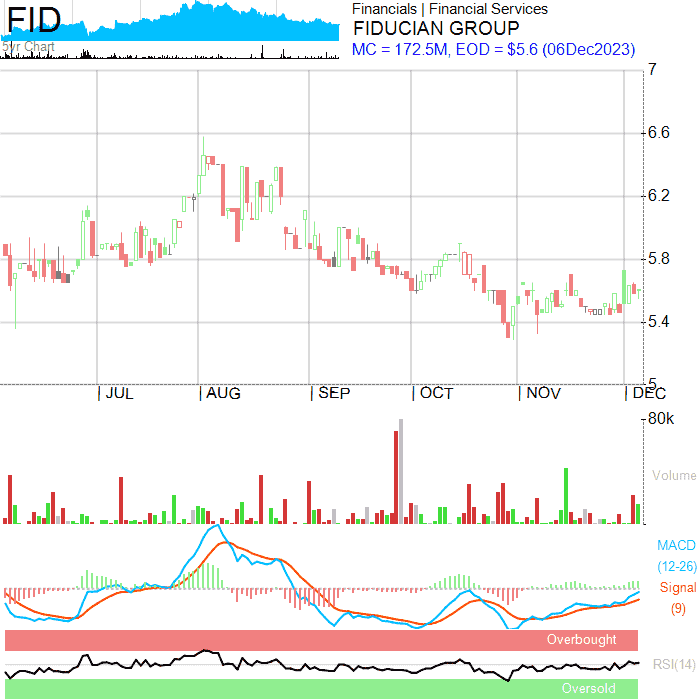 FID
5yr Chart
Financials | Financial Services
FIDUCIAN GROUP
MC = 172.5M, EOD = $5.6 (06Dec2023)
7
6.6
6.2
5.8
5.4
5
| JUL
| AUG
| SEP
| OCT
| NOV
| DEC
80k
Volume
MACD
(12-26)
Signal
(9)
Overbought
RSI(14)
Oversold